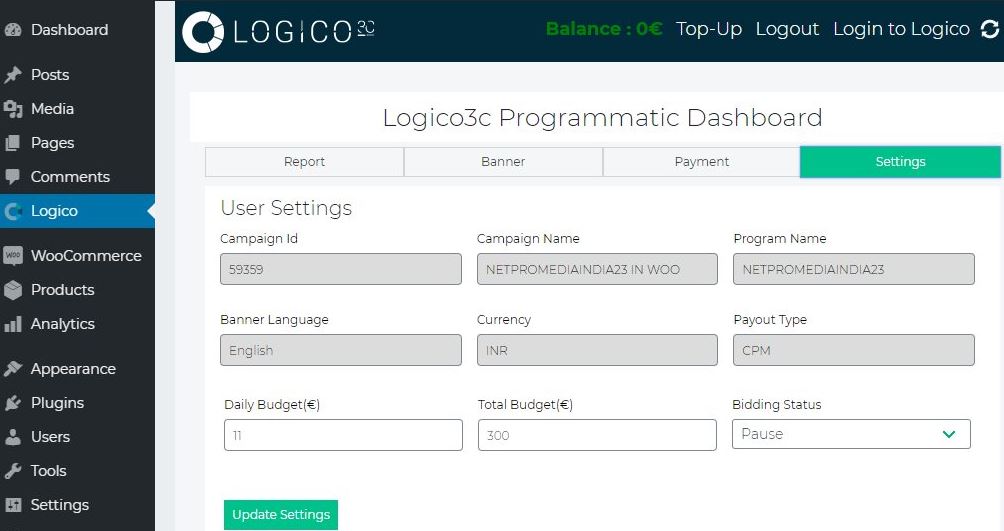 Dashboard
Posts
Media
Pages
Comments
Logico
WOO WooCommerce
Products
Analytics
Appearance
Plugins
Users
Tools
Settings
LOGICO 3C
Balance : 0€ Top-Up Logout Login to Logico
Logico3c Programmatic Dashboard
Report Banner Payment Settings
User Settings
Campaign Id Campaign Name Program Name
59359 NETPROMEDIAINDIA23 IN WOO NETPROMEDIAINDIA23
Banner Language Currency Payout Type
English INR CPM
Daily Budget(€) Total Budget(€) Bidding Status
11 300 Pause
Update Settings